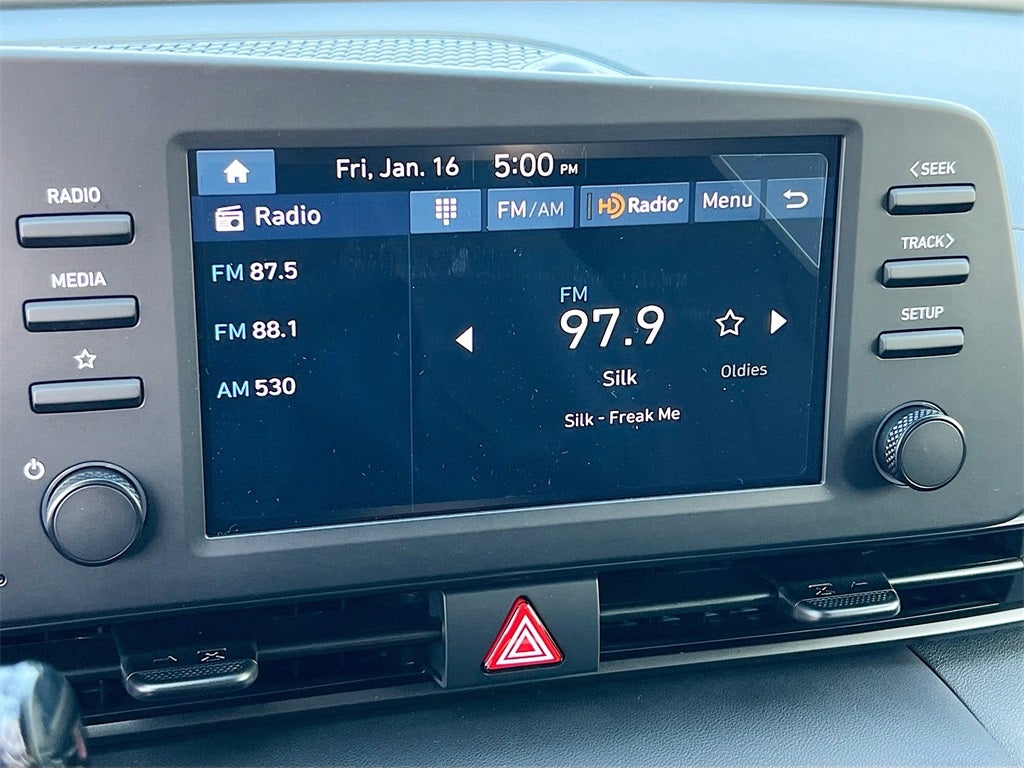 Fri, Jan. 16 5:00 PM
Radio
FM/AM
HD Radio
Menu
FM 87.5
FM 88.1
AM 530
FM
97.9
Silk
Oldies
Silk - Freak Me
RADIO
MEDIA
<SEEK
TRACK>
SETUP